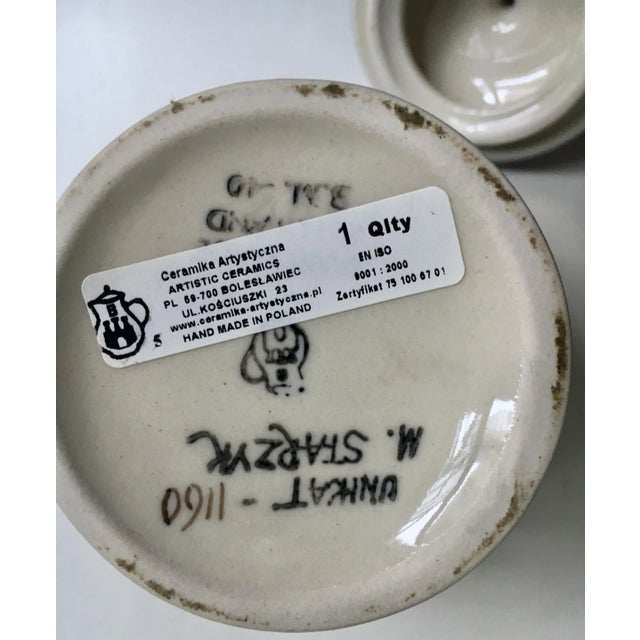 Ceramika Artystyczna
ARTISTIC CERAMICS
PL 59-700 BOLESŁAWIEC
UL.KOŚCIUSZKI 23
www.ceramika-artystyczna.pl
HAND MADE IN POLAND
1 Qlty
EN ISO
9001 : 2000
Zertyfikat 75 100 67 01
B
5
M. STARZYK
UNIKAT - 1160